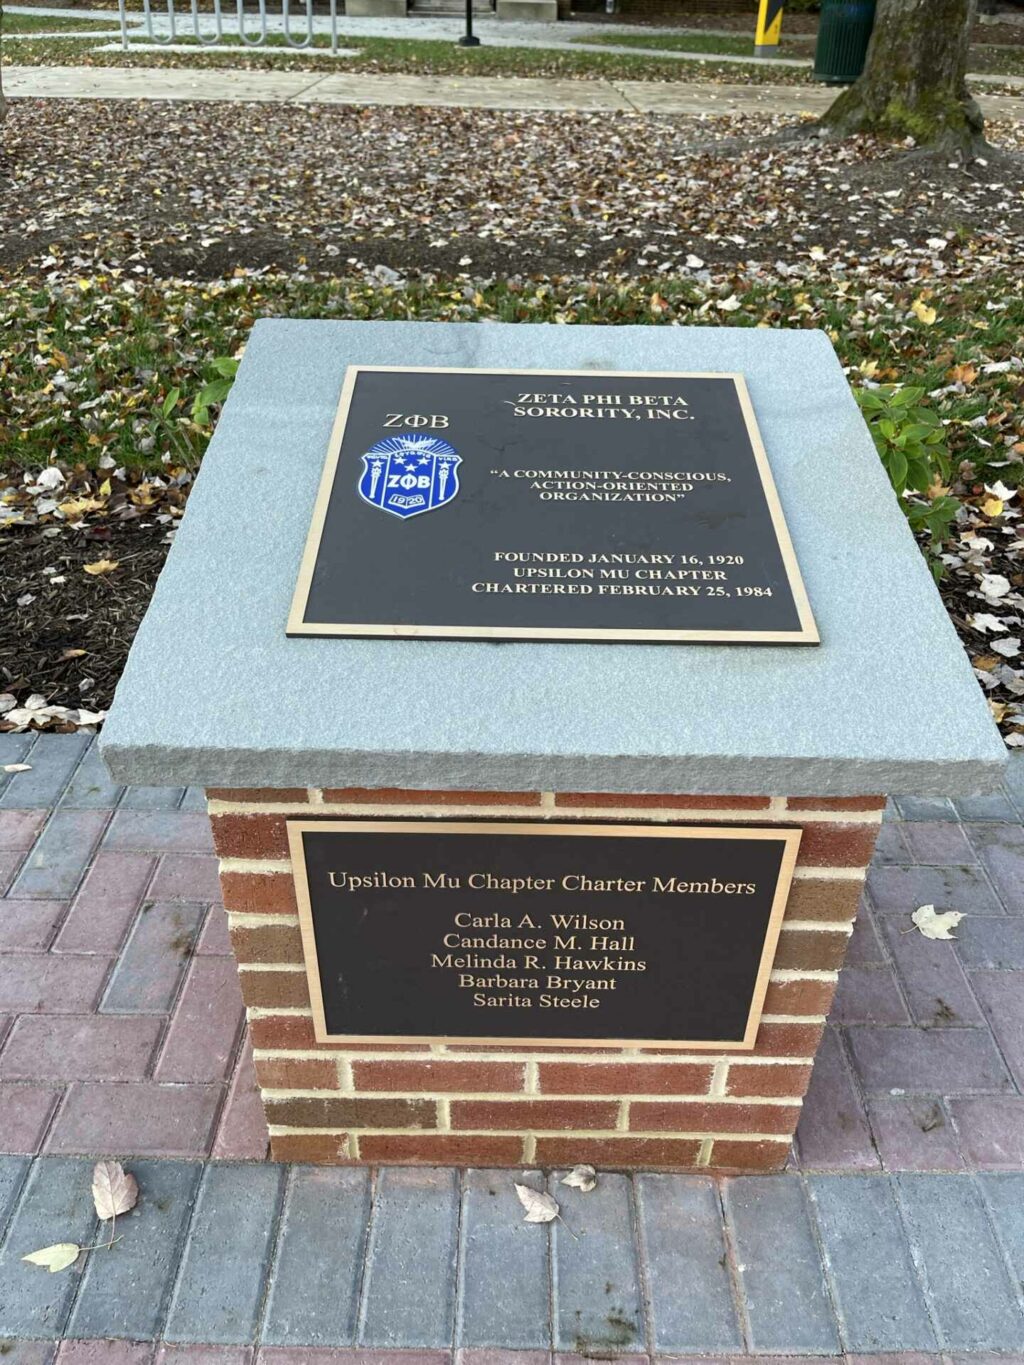 ZETA PHI BETA
SORORITY, INC.
ΖΦΒ
ΖΦΒ
1920
“A COMMUNITY-CONSCIOUS,
ACTION-ORIENTED
ORGANIZATION”
FOUNDED JANUARY 16, 1920
UPSILON MU CHAPTER
CHARTERED FEBRUARY 25, 1984
Upsilon Mu Chapter Charter Members
Carla A. Wilson
Candance M. Hall
Melinda R. Hawkins
Barbara Bryant
Sarita Steele